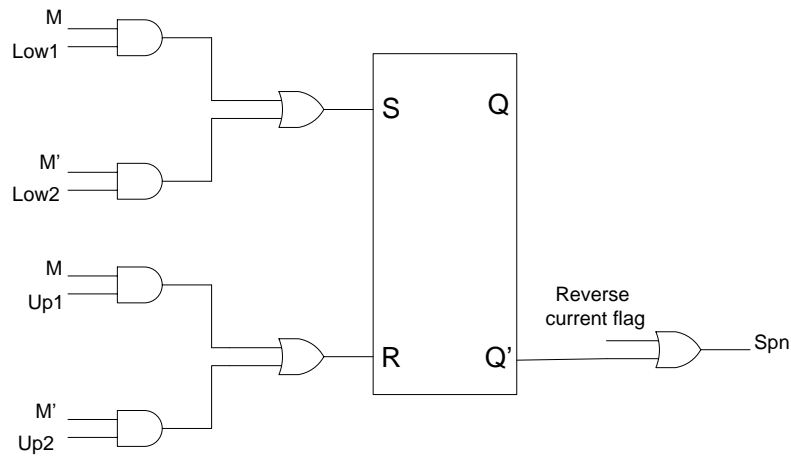 M
Low1
M'
Low2
M
Up1
M'
Up2
S
Q
R
Q'
Reverse
current flag
Spn